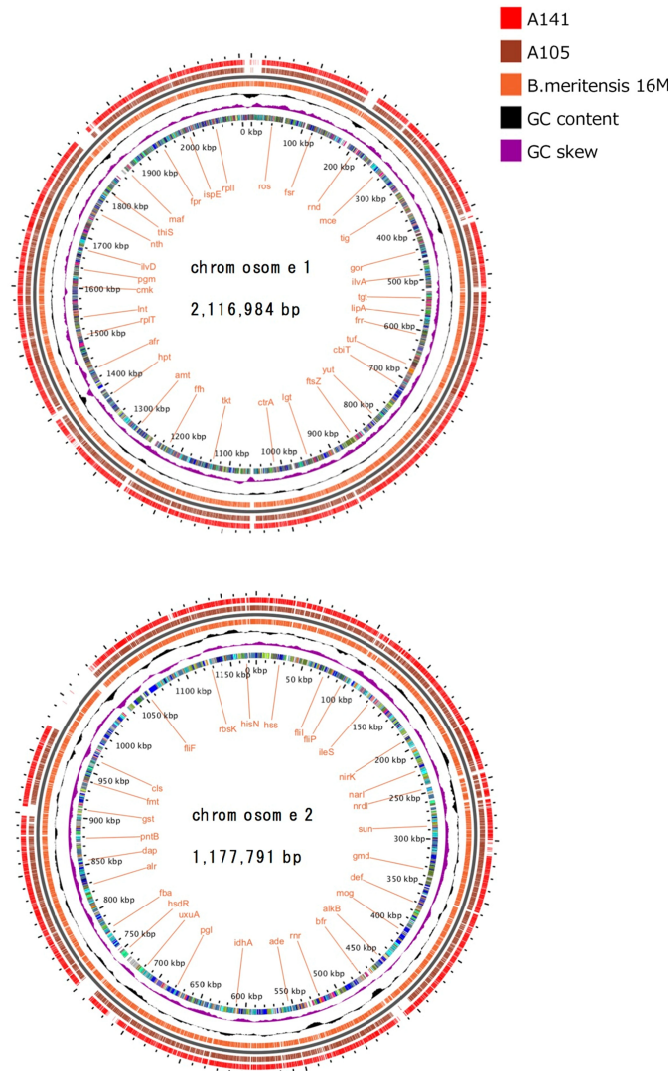 A141
A105
B.meritensis 16M
GC content
GC skew
0 kbp
100 kbp
200 kbp
300 kbp
400 kbp
500 kbp
600 kbp
700 kbp
800 kbp
900 kbp
1000 kbp
1100 kbp
1200 kbp
1300 kbp
1400 kbp
1500 kbp
1600 kbp
1700 kbp
1800 kbp
1900 kbp
2000 kbp
ros
fsr
rnd
mce
tig
gor
ilvA
tgt
lipA
frr
tuf
cbiT
yut
ftsZ
lgt
ctrA
tkt
ffh
amt
hpt
afr
rplT
lnt
cmk
pgm
ilvD
nth
thiS
maf
fpr
ispE
rplI
chromosome 1
2,116,984 bp
0 kbp
50 kbp
100 kbp
150 kbp
200 kbp
250 kbp
300 kbp
350 kbp
400 kbp
450 kbp
500 kbp
550 kbp
600 kbp
650 kbp
700 kbp
750 kbp
800 kbp
850 kbp
900 kbp
950 kbp
1000 kbp
1050 kbp
1100 kbp
1150 kbp
hisN
hss
fliI
fliP
ileS
nirK
narI
nrdI
sun
gmd
def
mog
alkB
bfr
rnr
ade
idhA
pgl
uxuA
hsdR
fba
alr
dap
pntB
gst
fmt
cls
fliF
chromosome 2
1,177,791 bp